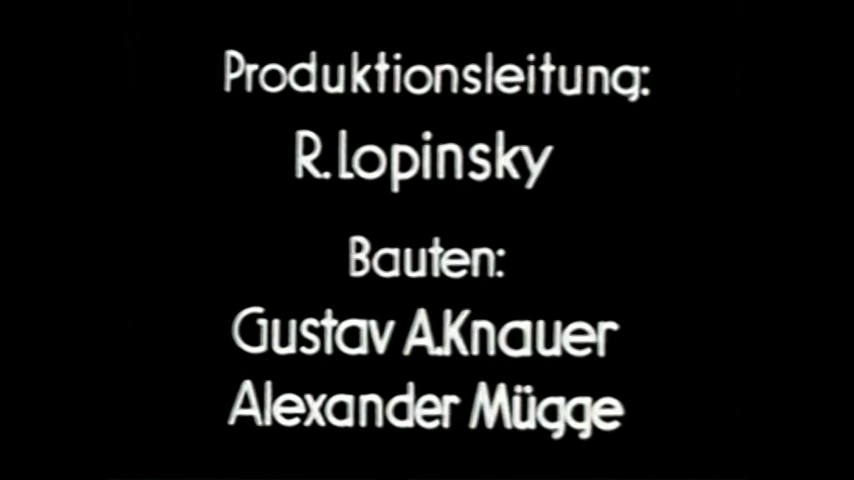 Produktionsleitung:
R. Lopinsky
Bauten:
Gustav A. Knauer
Alexander Mügge